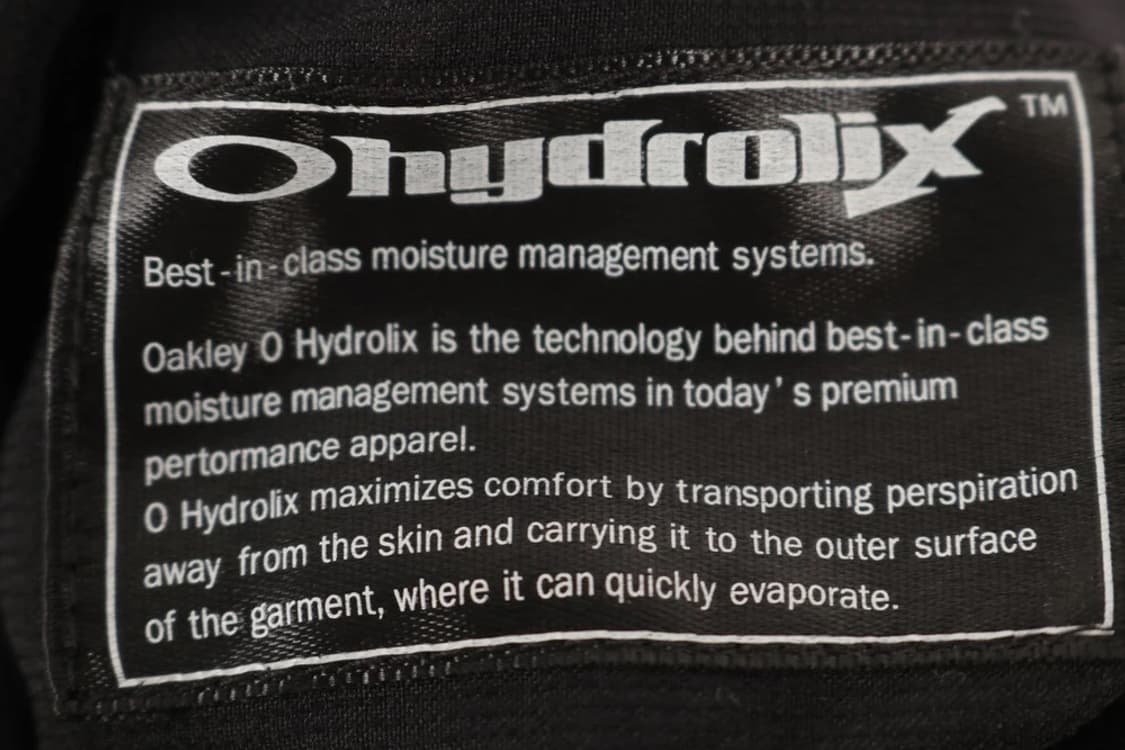 O hydrolix ™
Best-in-class moisture management systems.
Oakley O Hydrolix is the technology behind best-in-class
moisture management systems in today's premium
pertormance apparel.
O Hydrolix maximizes comfort by transporting perspiration
away from the skin and carrying it to the outer surface
of the garment, where it can quickly evaporate.